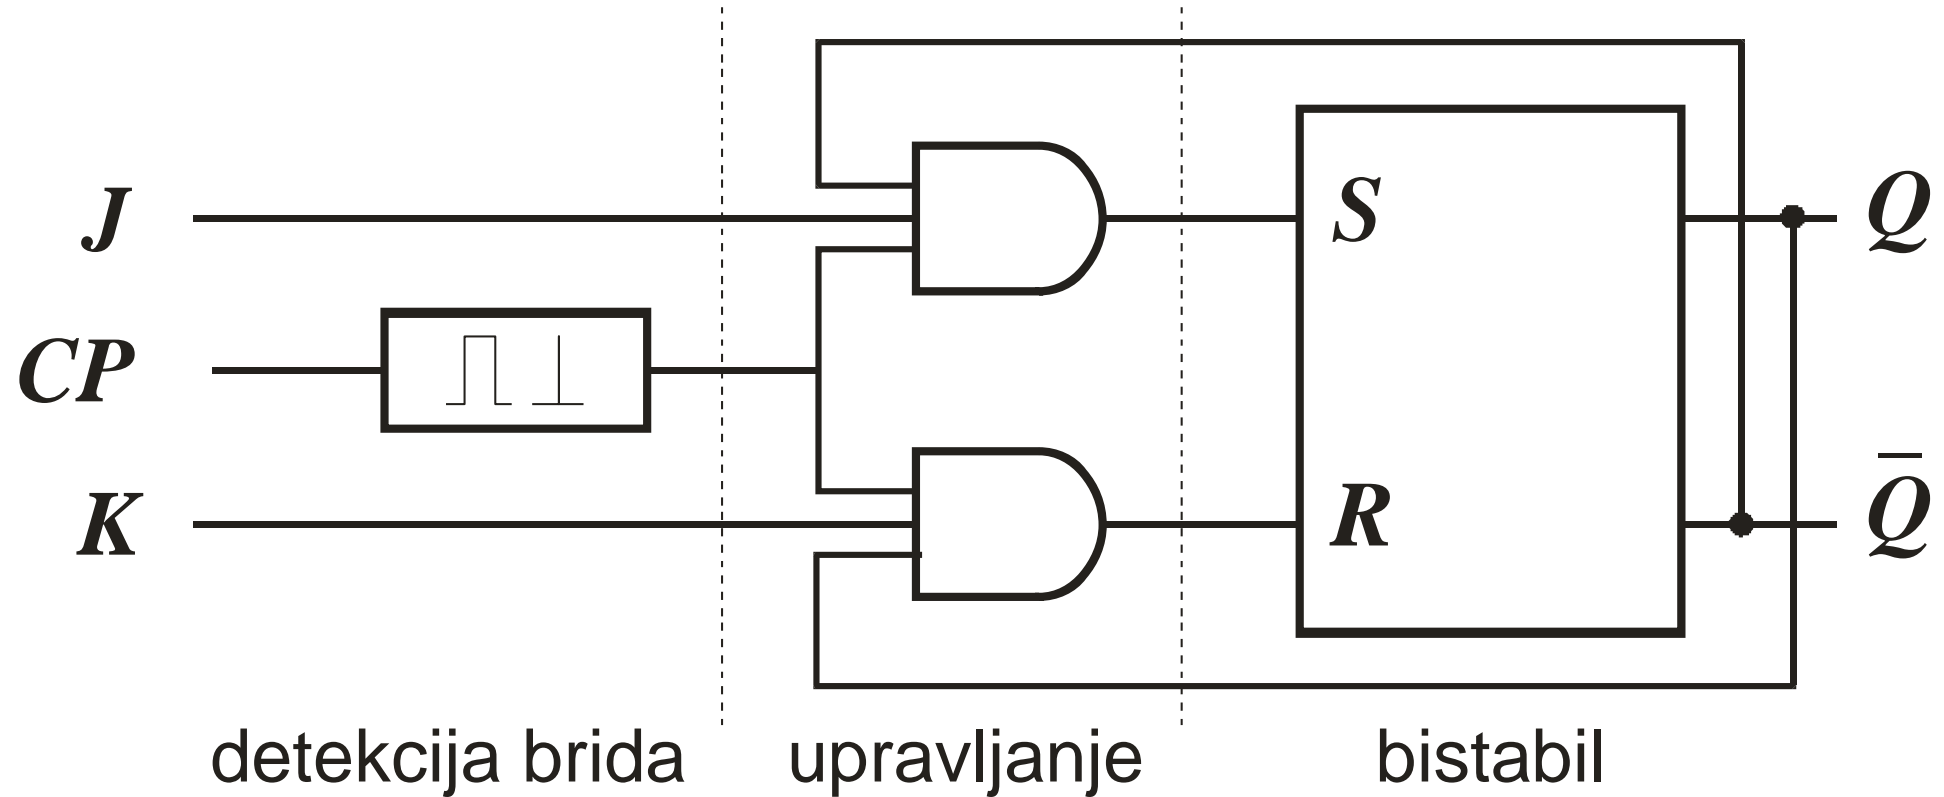 J
S
Q
CP
K
R
Q̅
detekcija brida
upravljanje
bistabil